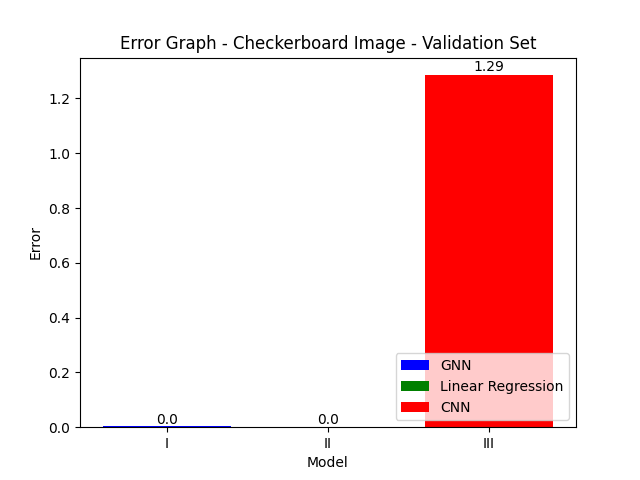 Error Graph - Checkerboard Image - Validation Set
1.29
1.2
1.0
0.8
Error
0.6
0.4
GNN
0.2
Linear Regression
CNN
0.0
0.0
0.0
I
II
III
Model